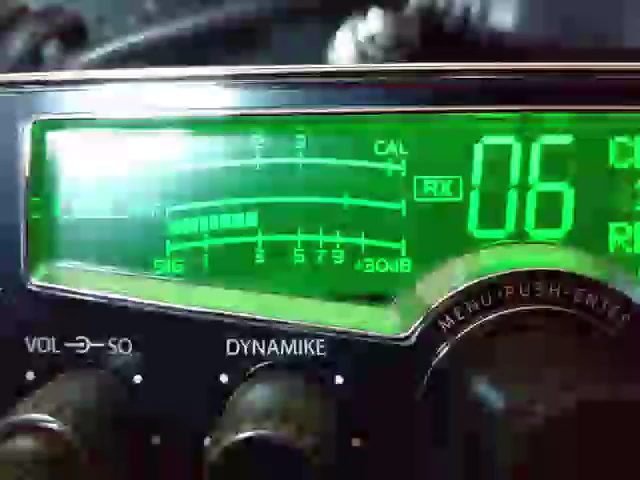 2 3 CAL
RX 06
SIG 1 3 5 7 9 +30dB
VOL SQ DYNAMIKE MENU-PUSH-ENTER